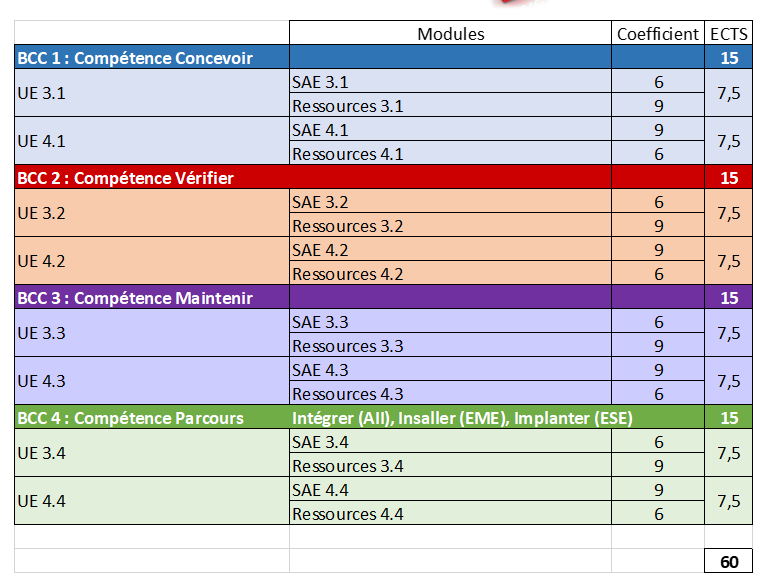 Modules Coefficient ECTS
BCC 1 : Compétence Concevoir 15
UE 3.1 SAE 3.1 6 7,5
Ressources 3.1 9
UE 4.1 SAE 4.1 9 7,5
Ressources 4.1 6
BCC 2 : Compétence Vérifier 15
UE 3.2 SAE 3.2 6 7,5
Ressources 3.2 9
UE 4.2 SAE 4.2 9 7,5
Ressources 4.2 6
BCC 3 : Compétence Maintenir 15
UE 3.3 SAE 3.3 6 7,5
Ressources 3.3 9
UE 4.3 SAE 4.3 9 7,5
Ressources 4.3 6
BCC 4 : Compétence Parcours Intégrer (AII), Insaller (EME), Implanter (ESE) 15
UE 3.4 SAE 3.4 6 7,5
Ressources 3.4 9
UE 4.4 SAE 4.4 9 7,5
Ressources 4.4 6
60